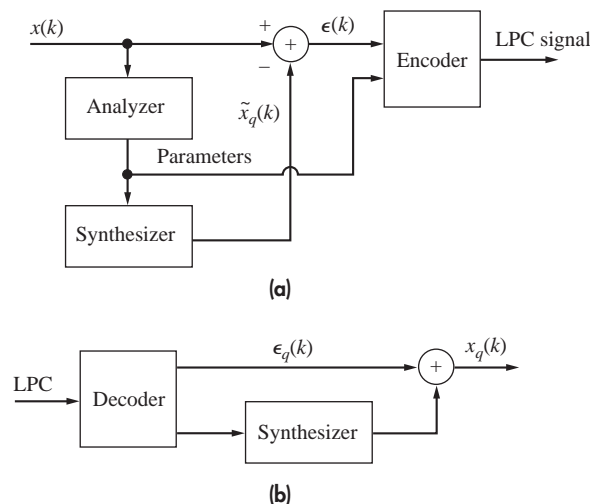 x(k)
+
+
−
ϵ(k)
Encoder
LPC signal
Analyzer
x̃q(k)
Parameters
Synthesizer
(a)
LPC
Decoder
ϵq(k)
+
xq(k)
Synthesizer
(b)